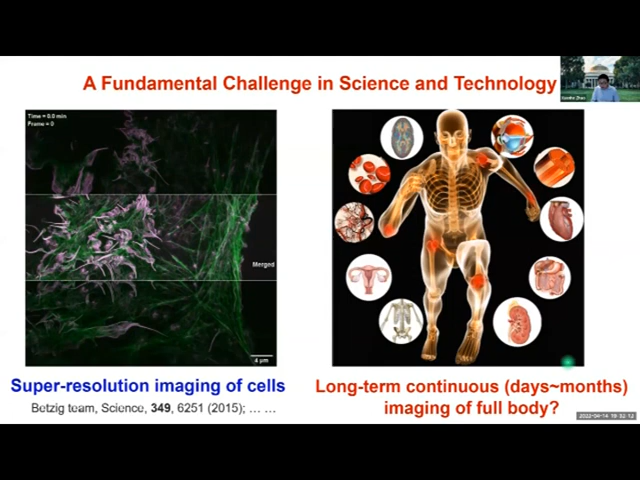 A Fundamental Challenge in Science and Technology
Time = 0.0 min
Frame = 0
Merged
4 µm
Super-resolution imaging of cells
Betzig team, Science, 349, 6251 (2015); ... ...
Long-term continuous (days~months)
imaging of full body?